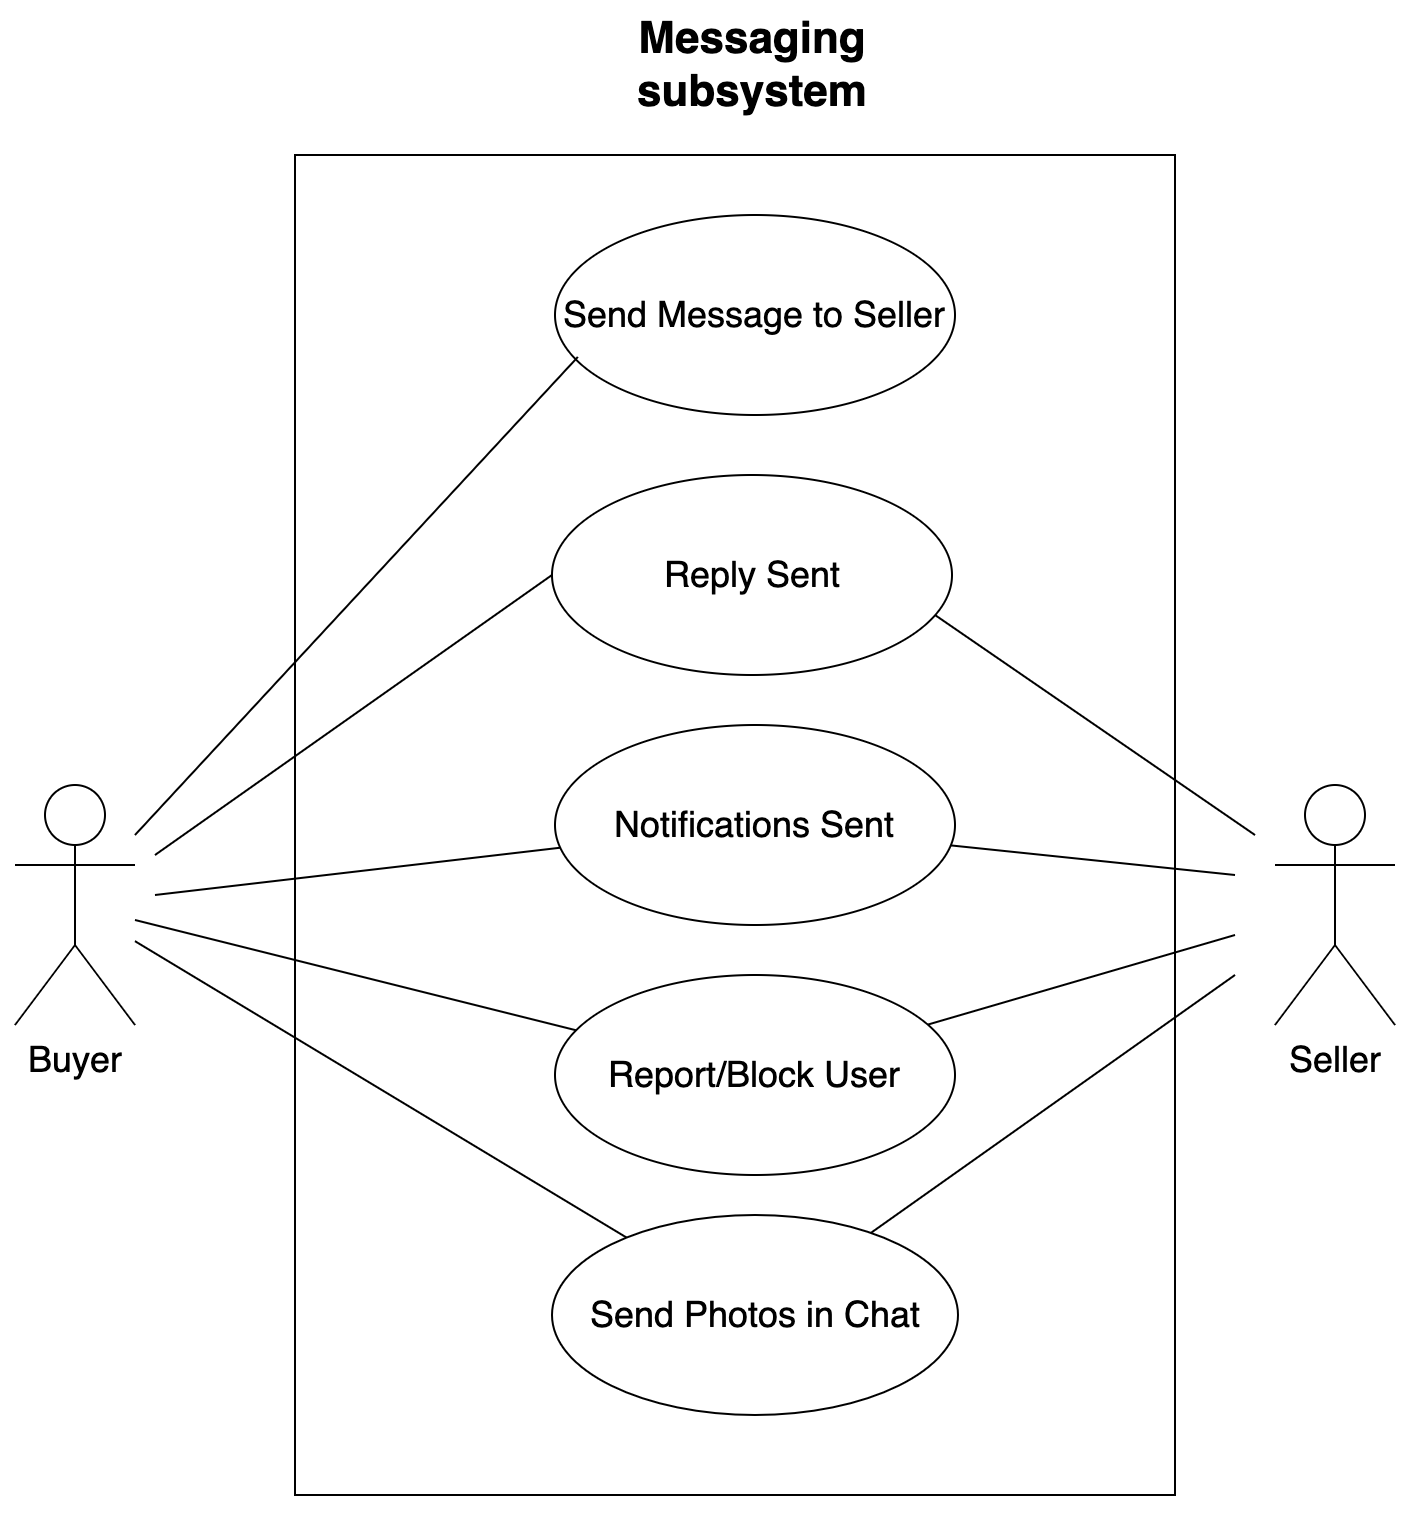 Messaging
subsystem
Send Message to Seller
Reply Sent
Notifications Sent
Report/Block User
Buyer
Seller
Send Photos in Chat